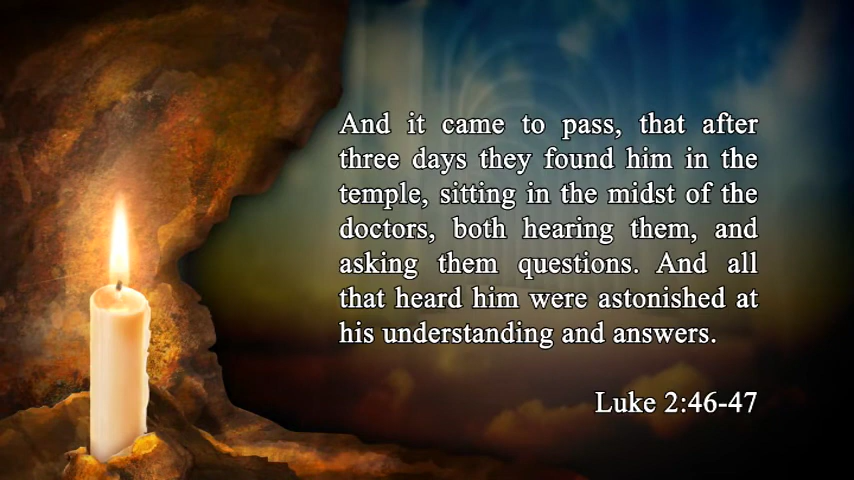 And it came to pass, that after
three days they found him in the
temple, sitting in the midst of the
doctors, both hearing them, and
asking them questions. And all
that heard him were astonished at
his understanding and answers.
Luke 2:46-47